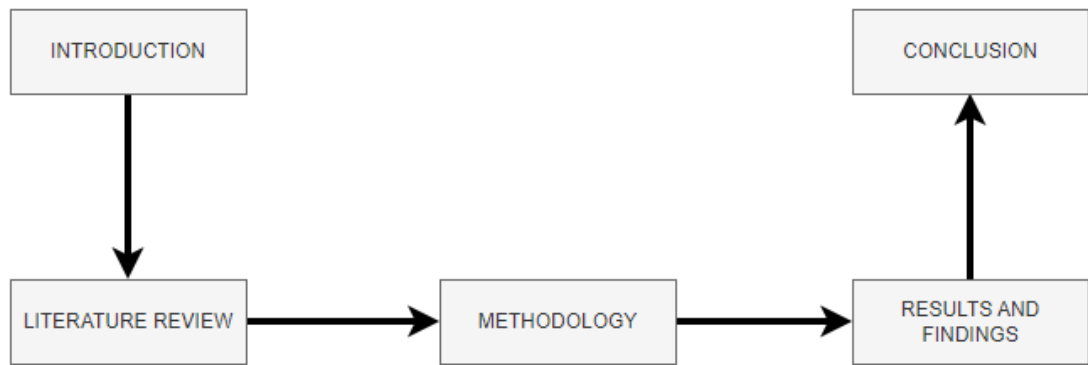 INTRODUCTION
CONCLUSION
LITERATURE REVIEW
METHODOLOGY
RESULTS AND
FINDINGS